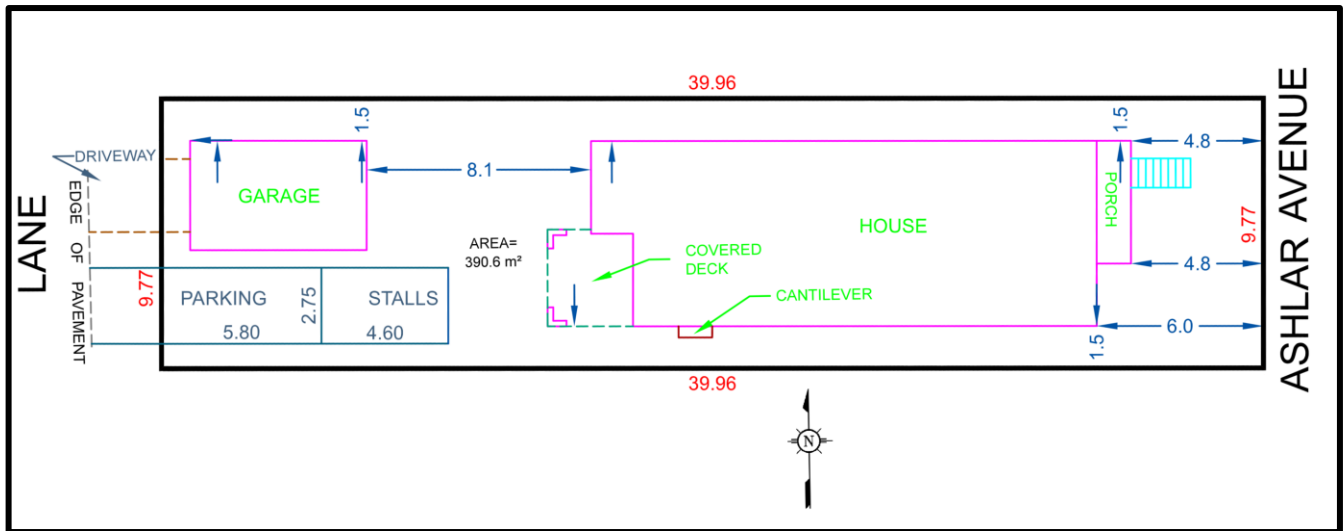 39.96
LANE
DRIVEWAY
EDGE OF PAVEMENT
1.5
GARAGE
8.1
1.5
4.8
PORCH
HOUSE
ASHLAR AVENUE
9.77
AREA=
390.6 m²
COVERED
DECK
4.8
9.77
PARKING
2.75
STALLS
CANTILEVER
5.80
4.60
6.0
1.5
39.96
N